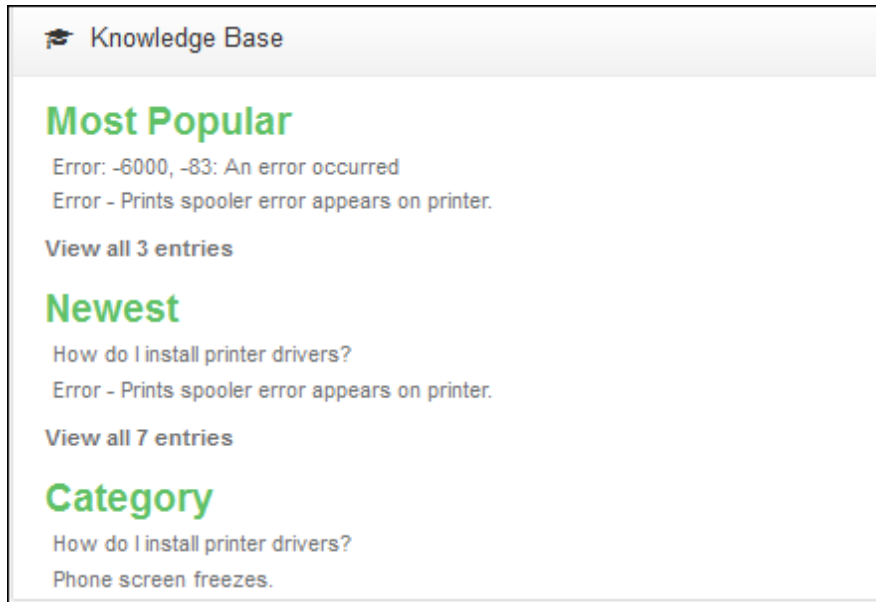 Knowledge Base
Most Popular
Error: -6000, -83: An error occurred
Error - Prints spooler error appears on printer.
View all 3 entries
Newest
How do I install printer drivers?
Error - Prints spooler error appears on printer.
View all 7 entries
Category
How do I install printer drivers?
Phone screen freezes.